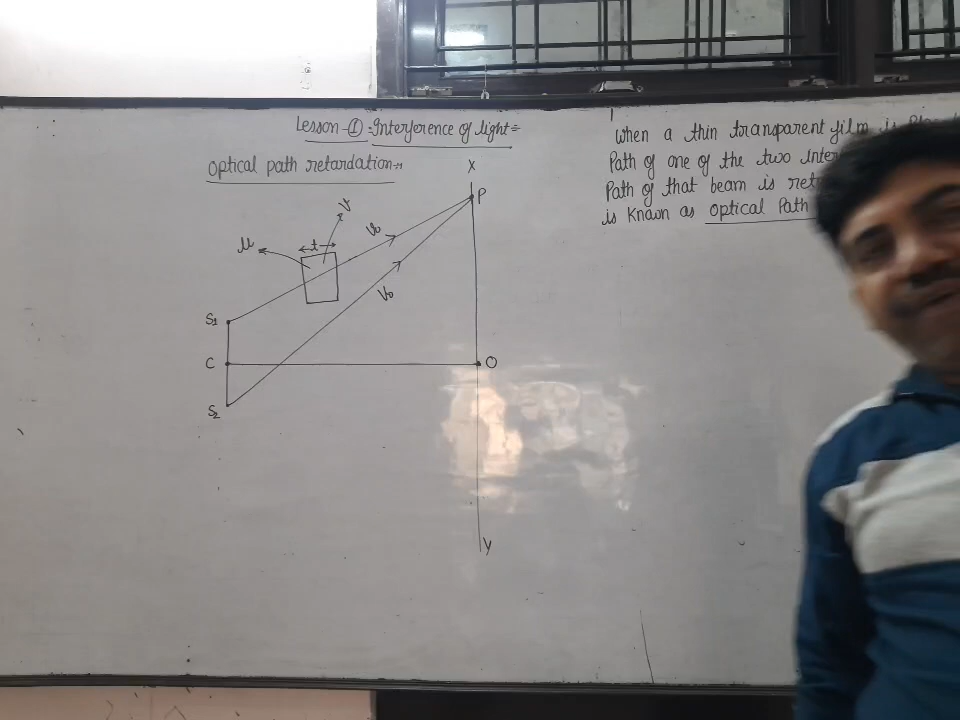 Lesson-①:-Interference of light:-
Optical path retardation:-
X
P
V
μ
t
V₀
V₀
S₁
C
O
S₂
Y
When a thin transparent film is
Path of one of the two
Path of that beam is
is known as Optical Path